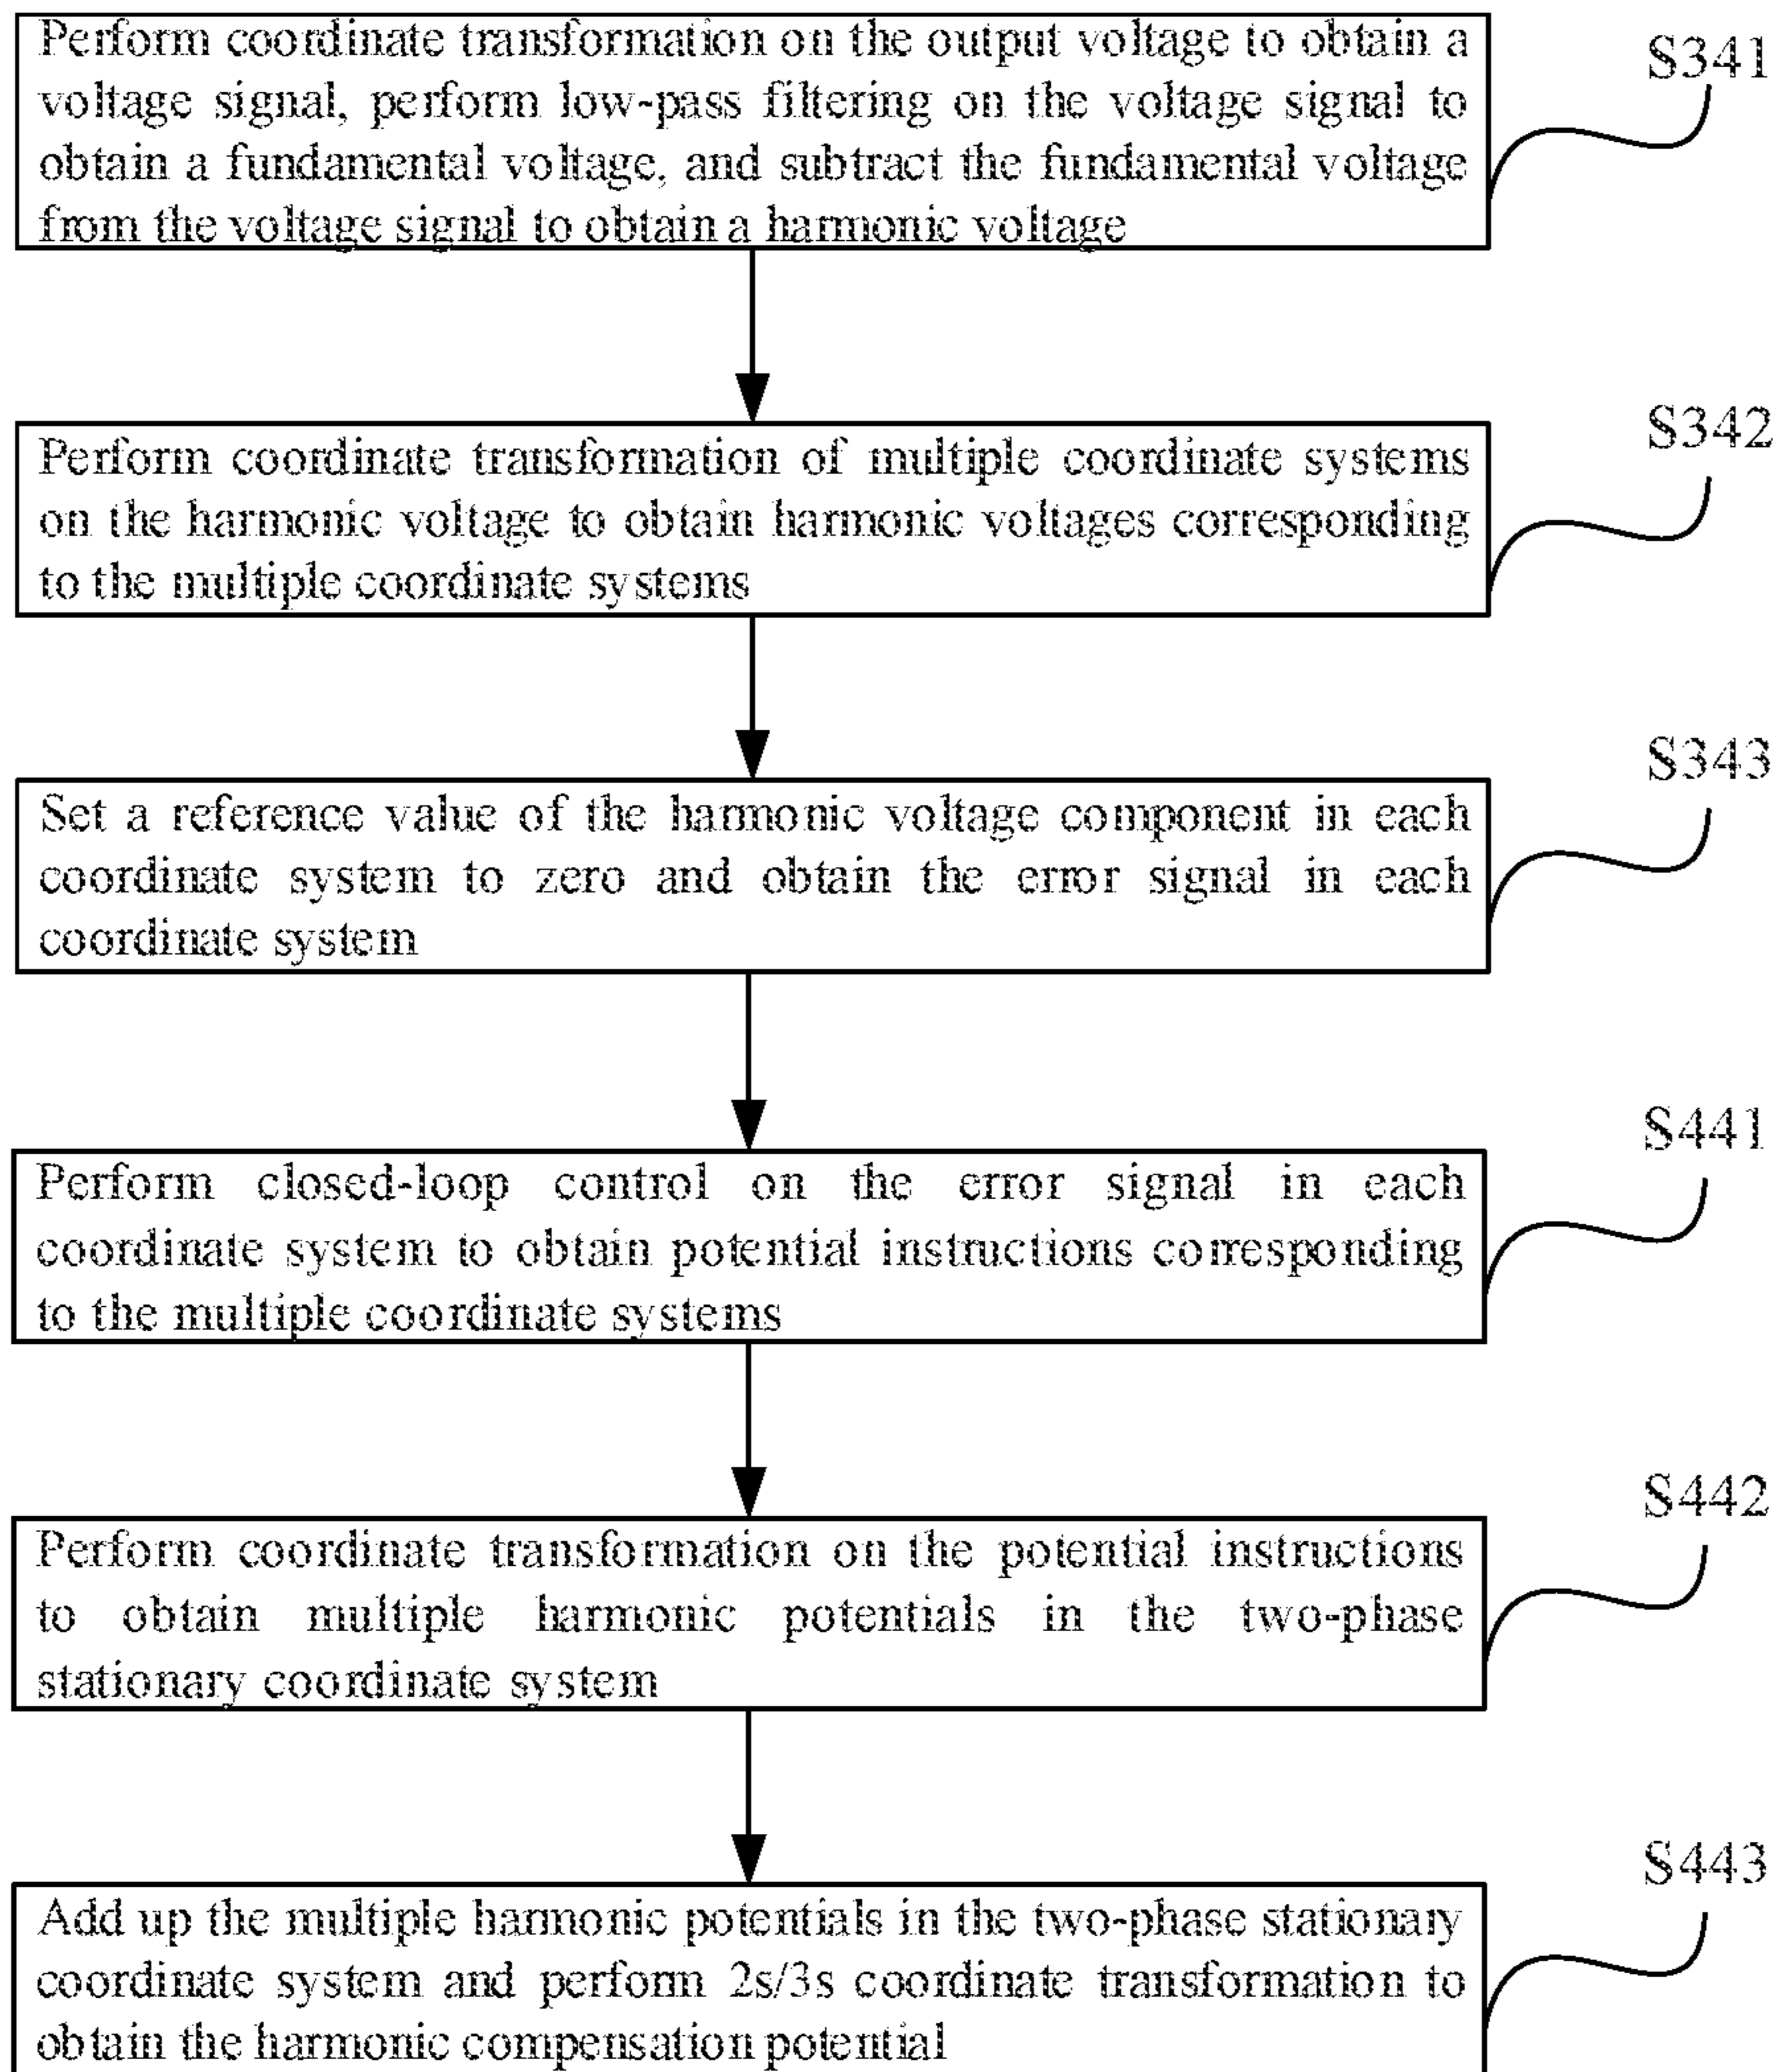 Perform coordinate transformation on the output voltage to obtain a
voltage signal, perform low-pass filtering on the voltage signal to
obtain a fundamental voltage, and subtract the fundamental voltage
from the voltage signal to obtain a harmonic voltage
S341
Perform coordinate transformation of multiple coordinate systems
on the harmonic voltage to obtain harmonic voltages corresponding
to the multiple coordinate systems
S342
Set a reference value of the harmonic voltage component in each
coordinate system to zero and obtain the error signal in each
coordinate system
S343
Perform closed-loop control on the error signal in each
coordinate system to obtain potential instructions corresponding
to the multiple coordinate systems
S441
Perform coordinate transformation on the potential instructions
to obtain multiple harmonic potentials in the two-phase
stationary coordinate system
S442
Add up the multiple harmonic potentials in the two-phase stationary
coordinate system and perform 2s/3s coordinate transformation to
obtain the harmonic compensation potential
S443